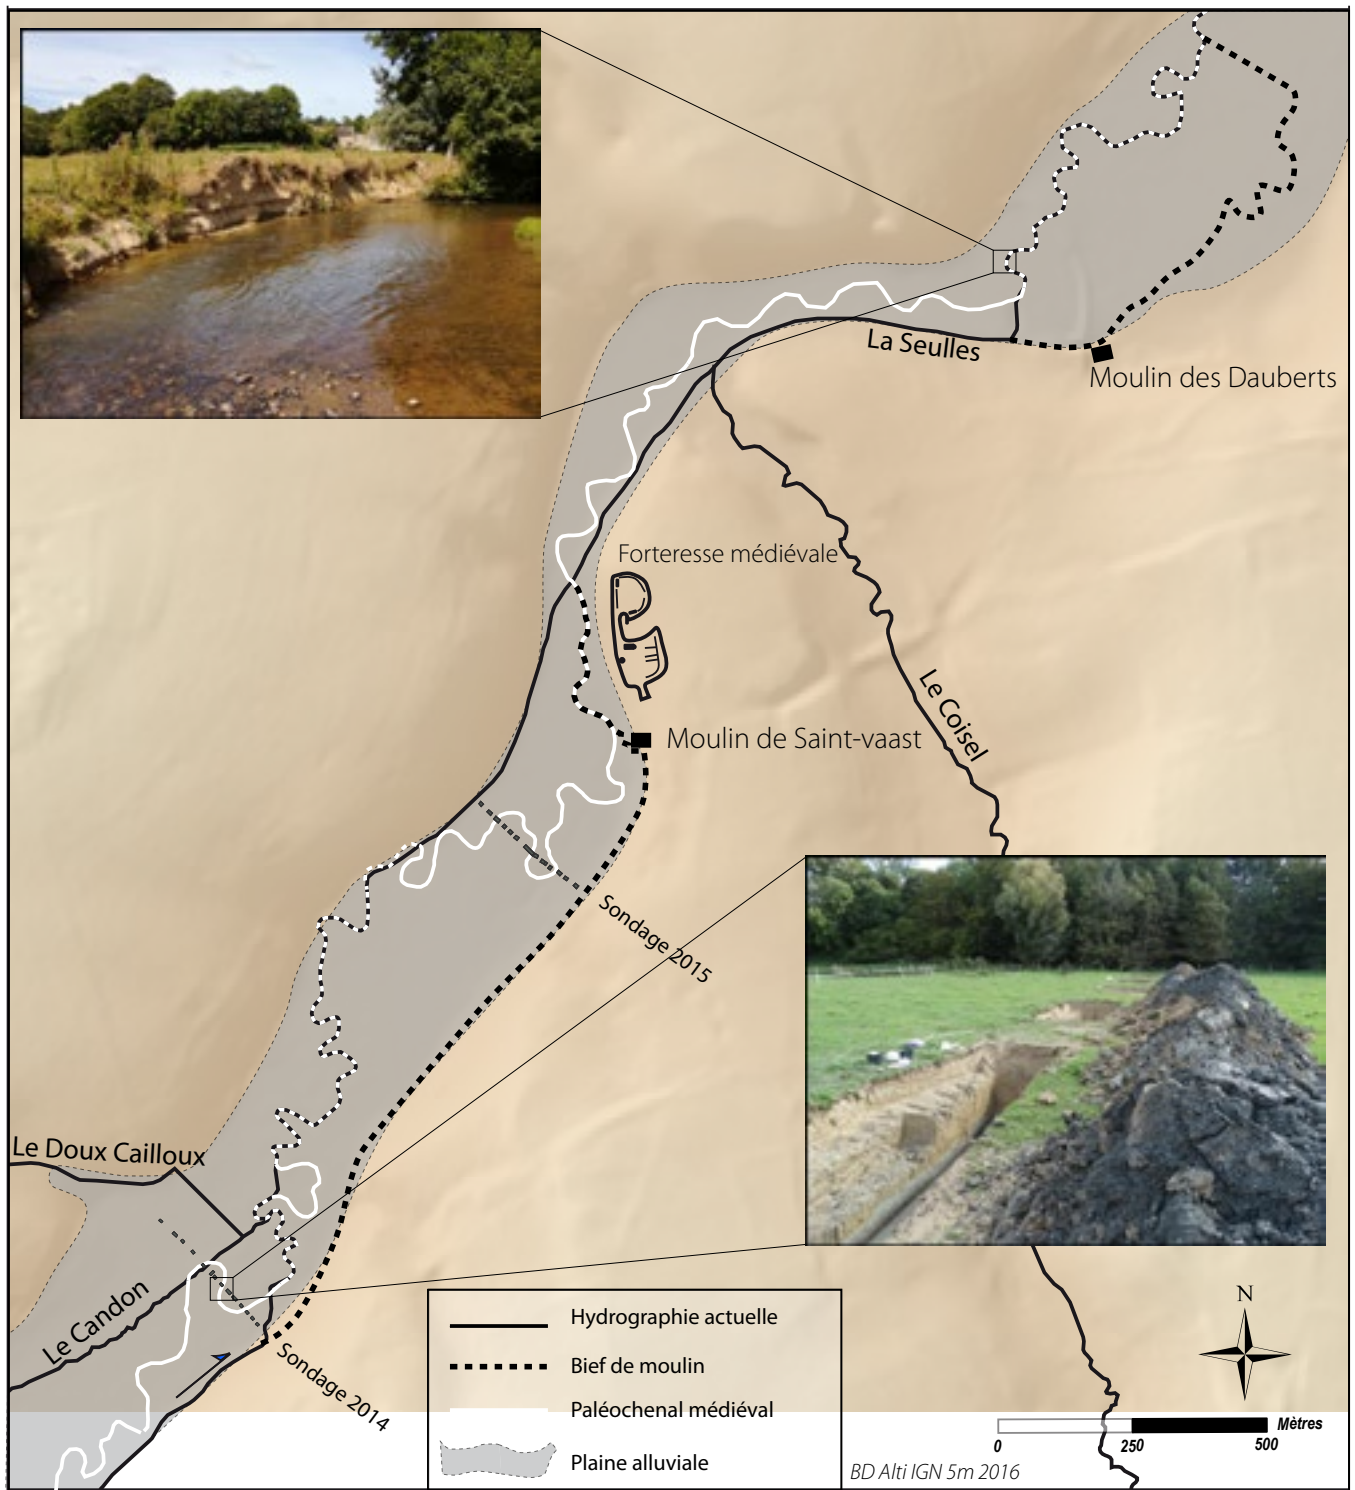 La Seulles
Moulin des Dauberts
Forteresse médiévale
Le Coisel
Moulin de Saint-vaast
Sondage 2015
Le Doux Cailloux
Le Candon
Sondage 2014
Hydrographie actuelle
Bief de moulin
Paléochenal médiéval
Plaine alluviale
N
Mètres
0 250 500
BD Alti IGN 5m 2016